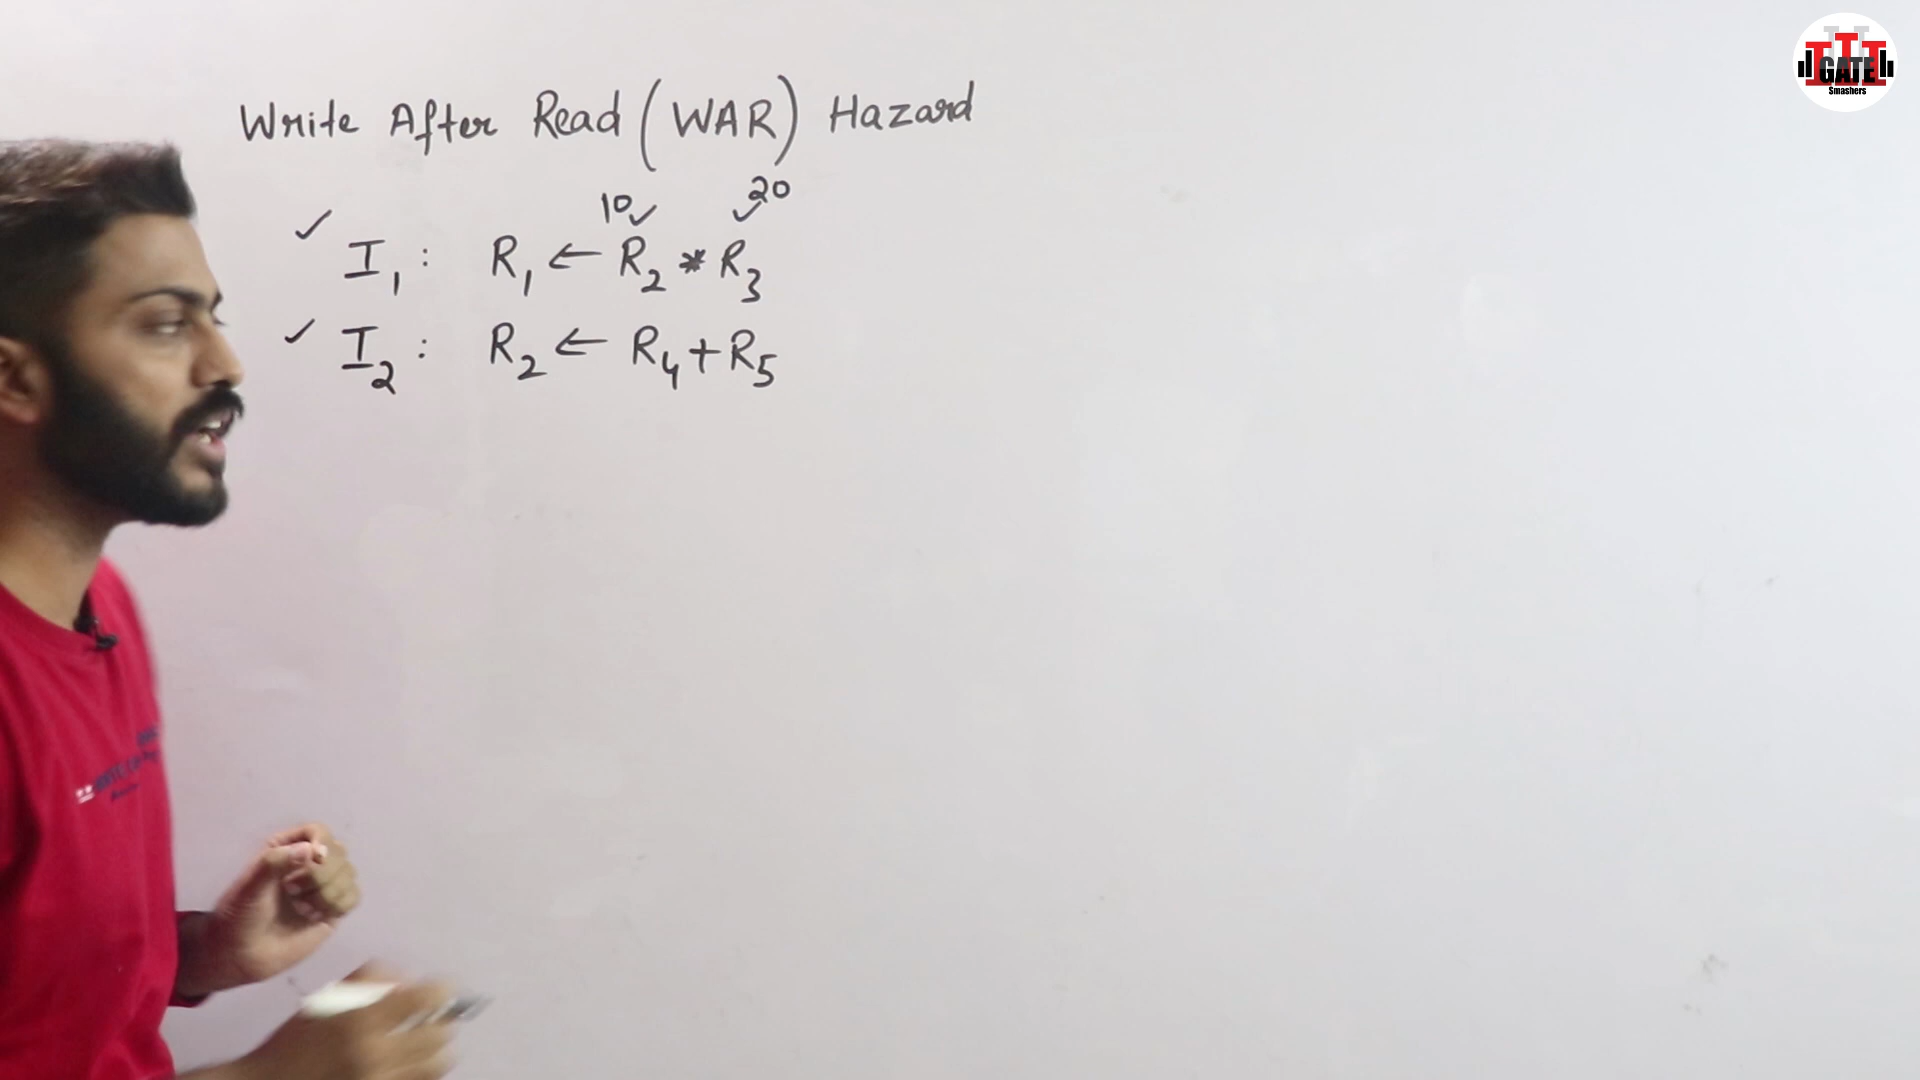 Write After Read (WAR) Hazard
10✓ ✓20
✓ I₁ : R₁ ← R₂ * R₃
✓ I₂ : R₂ ← R₄ + R₅
GATE
Smashers